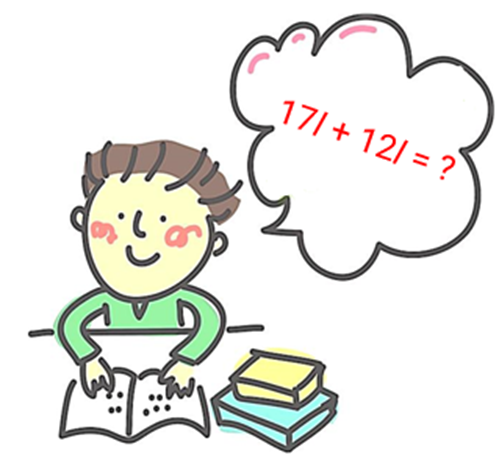 17l + 12l = ?